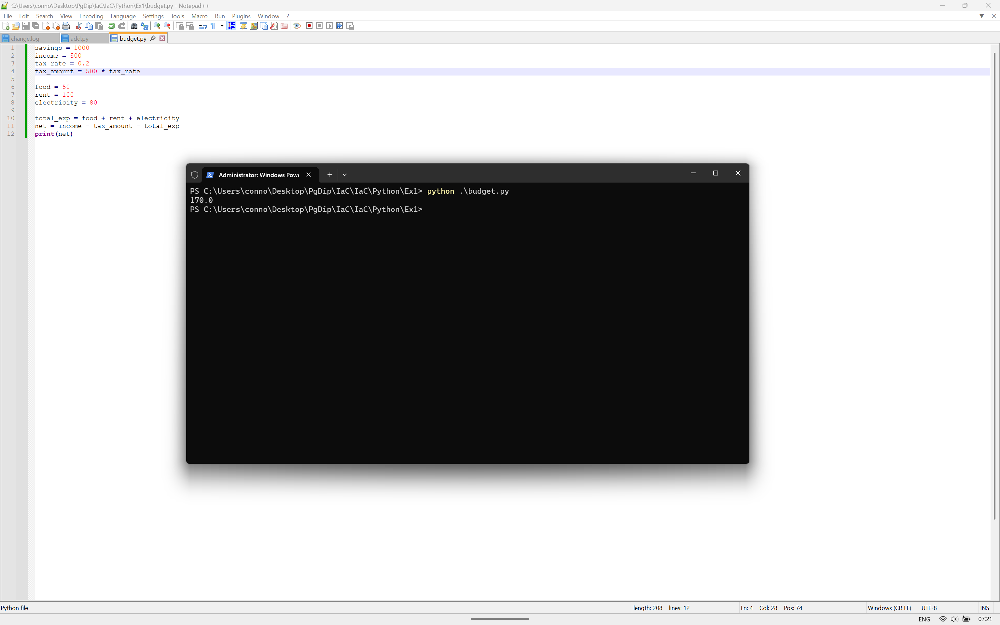 C:\Users\conno\Desktop\PgDip\IaC\IaC\Python\Ex1\budget.py - Notepad++
File Edit Search View Encoding Language Settings Tools Macro Run Plugins Window ?
change.log add.py budget.py
1 savings = 1000
2 income = 500
3 tax_rate = 0.2
4 tax_amount = 500 * tax_rate
5
6 food = 50
7 rent = 100
8 electricity = 80
9
10 total_exp = food + rent + electricity
11 net = income - tax_amount - total_exp
12 print(net)
Administrator: Windows Powe
PS C:\Users\conno\Desktop\PgDip\IaC\IaC\Python\Ex1> python .\budget.py
170.0
PS C:\Users\conno\Desktop\PgDip\IaC\IaC\Python\Ex1>
Python file length: 208 lines: 12 Ln: 4 Col: 28 Pos: 74 Windows (CR LF) UTF-8 INS
ENG 07:21